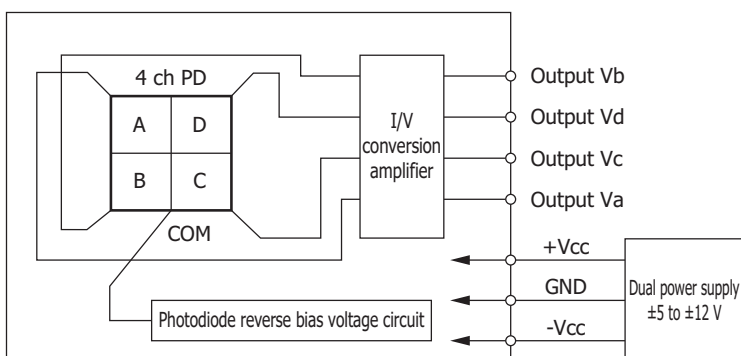 4 ch PD
A
D
B
C
COM
I/V
conversion
amplifier
Output Vb
Output Vd
Output Vc
Output Va
+Vcc
GND
-Vcc
Dual power supply
±5 to ±12 V
Photodiode reverse bias voltage circuit